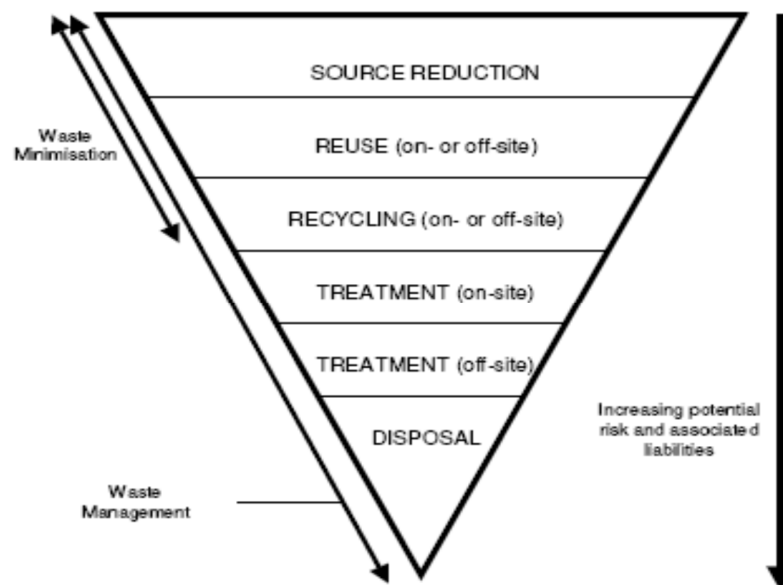 SOURCE REDUCTION
Waste
Minimisation
REUSE (on- or off-site)
RECYCLING (on- or off-site)
TREATMENT (on-site)
TREATMENT (off-site)
Increasing potential
risk and associated
liabilities
DISPOSAL
Waste
Management